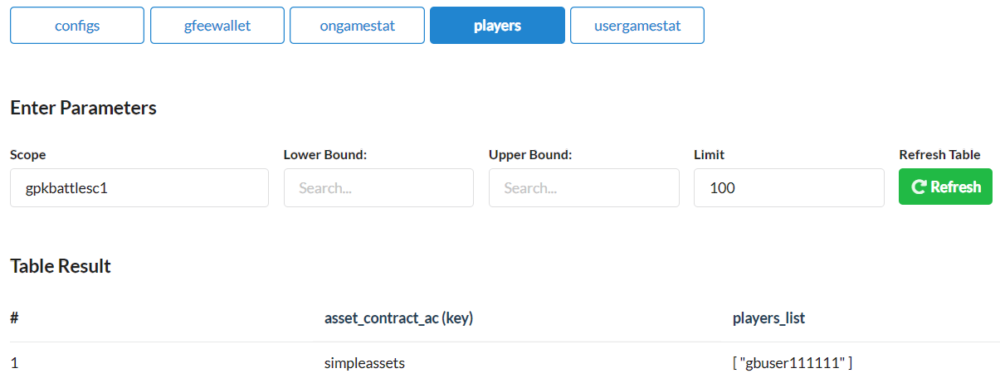 configs gfeewallet ongamestat players usergamestat
Enter Parameters
Scope Lower Bound: Upper Bound: Limit Refresh Table
gpkbattlesc1 Search... Search... 100 Refresh
Table Result
# asset_contract_ac (key) players_list
1 simpleassets [ "gbuser111111" ]